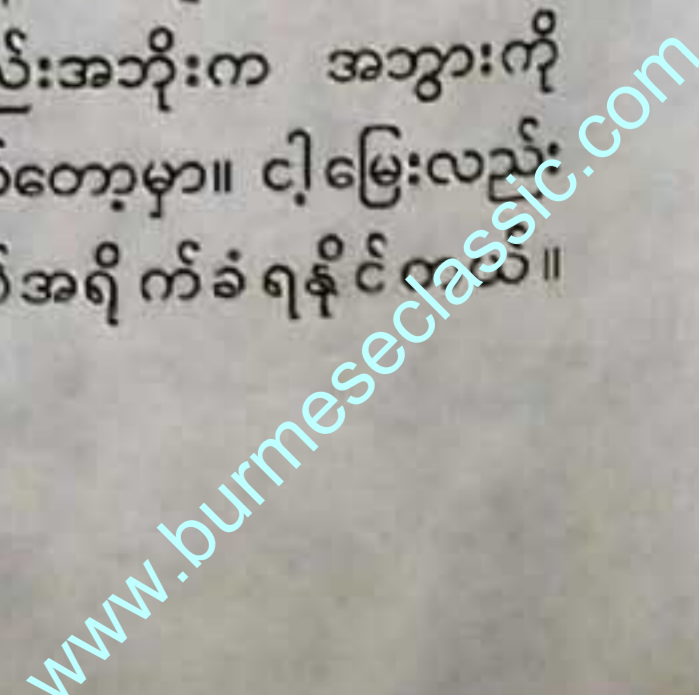 အဘိုးက အဘွားကို
တော့မှာ။ ငါ့မြေးလည်း
အရိုက်ခံရနိုင်တယ်။
www.burmeseclassic.com